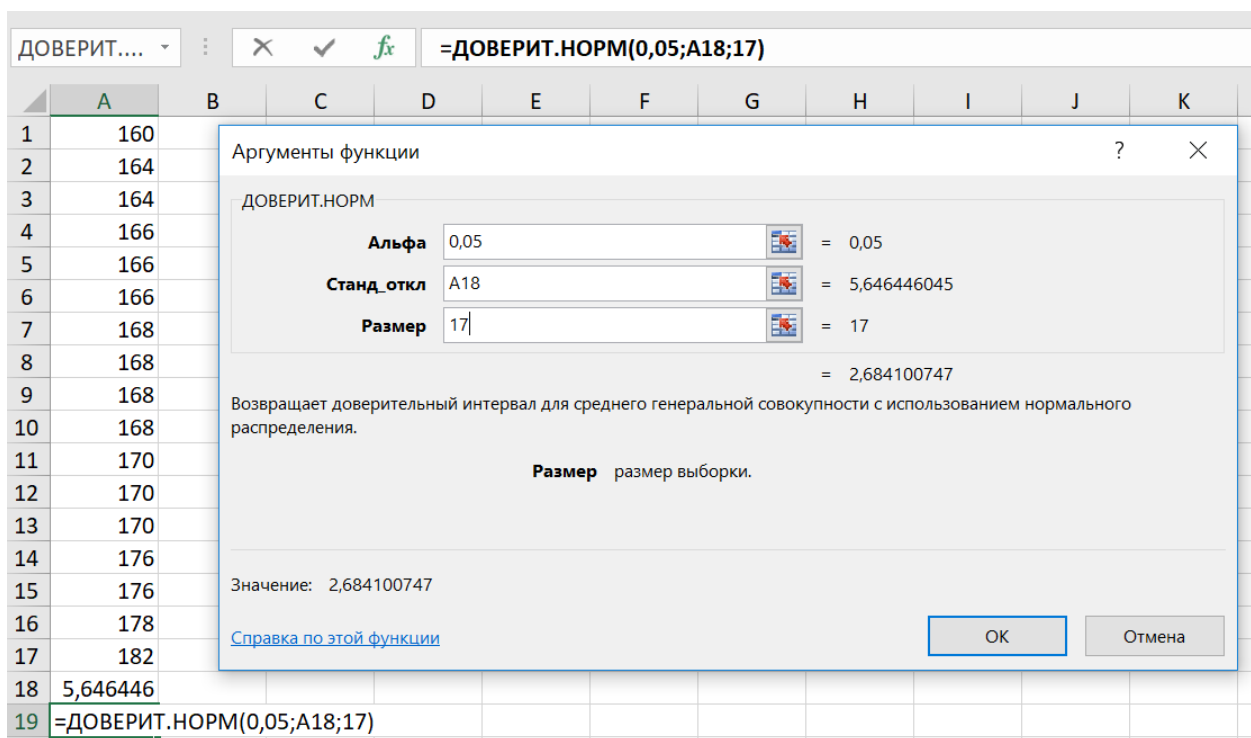 ДОВЕРИТ.... fx =ДОВЕРИТ.НОРМ(0,05;A18;17)
A B C D E F G H I J K
1 160
Аргументы функции ?
2 164
3 164
ДОВЕРИТ.НОРМ
4 166
Альфа 0,05 = 0,05
5 166
Станд_откл A18 = 5,646446045
6 166
Размер 17 = 17
7 168
8 168
= 2,684100747
9 168
Возвращает доверительный интервал для среднего генеральной совокупности с использованием нормального
10 168
распределения.
11 170
Размер размер выборки.
12 170
13 170
14 176
15 176
Значение: 2,684100747
16 178
Справка по этой функции ОК Отмена
17 182
18 5,646446
19 =ДОВЕРИТ.НОРМ(0,05;A18;17)